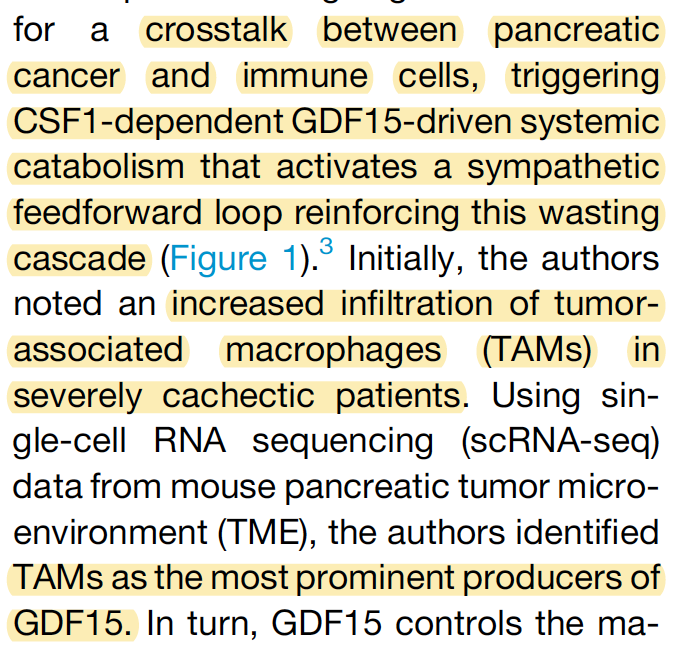 for a crosstalk between pancreatic
cancer and immune cells, triggering
CSF1-dependent GDF15-driven systemic
catabolism that activates a sympathetic
feedforward loop reinforcing this wasting
cascade (Figure 1).3 Initially, the authors
noted an increased infiltration of tumor-
associated macrophages (TAMs) in
severely cachectic patients. Using sin-
gle-cell RNA sequencing (scRNA-seq)
data from mouse pancreatic tumor micro-
environment (TME), the authors identified
TAMs as the most prominent producers of
GDF15. In turn, GDF15 controls the ma-